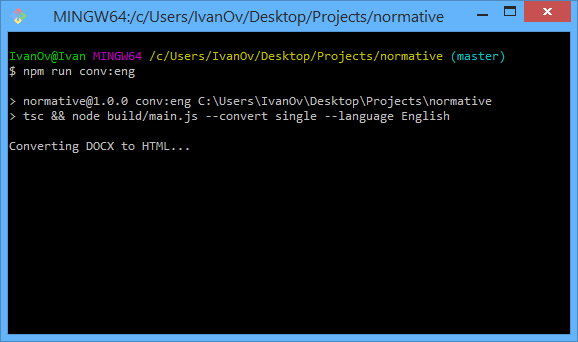 MINGW64:/c/Users/IvanOv/Desktop/Projects/normative
IvanOv@Ivan MINGW64 /c/Users/IvanOv/Desktop/Projects/normative (master)
$ npm run conv:eng
> normative@1.0.0 conv:eng C:\Users\IvanOv\Desktop\Projects\normative
> tsc && node build/main.js --convert single --language English
Converting DOCX to HTML...